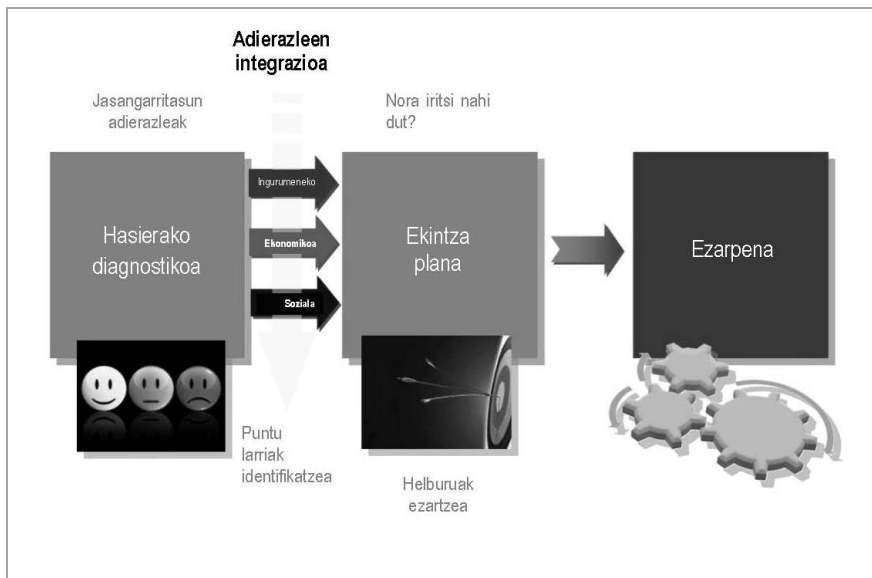 Adierazleen
integrazioa
Jasangarritasun
adierazleak
Nora iritsi nahi
dut?
Hasierako
diagnostikoa
Ingurumeneko
Ekonomikoa
Soziala
Ekintza
plana
Ezarpena
Puntu
larriak
identifikatzea
Helburuak
ezartzea